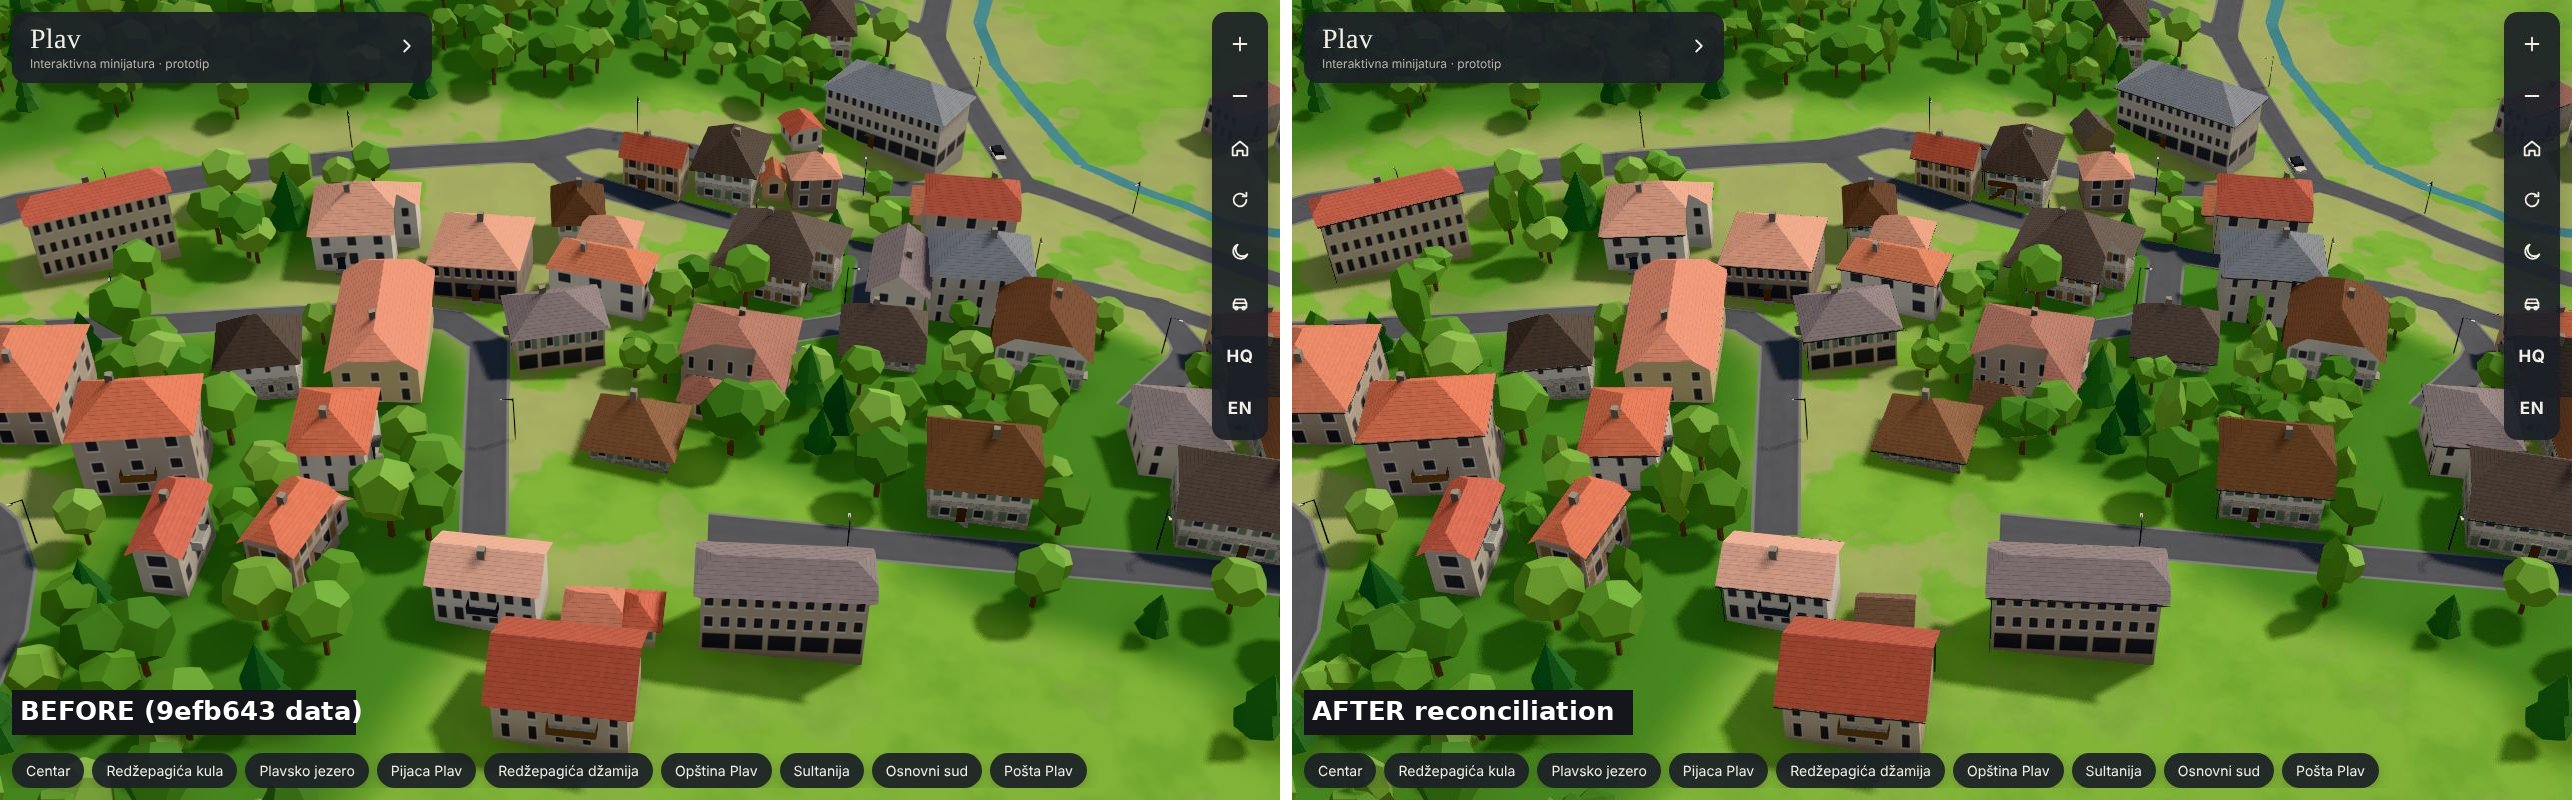 Plav
Interaktivna minijatura · prototip
HQ
EN
BEFORE (9efb643 data)
Centar
Redžepagića kula
Plavsko jezero
Pijaca Plav
Redžepagića džamija
Opština Plav
Sultanija
Osnovni sud
Pošta Plav
Plav
Interaktivna minijatura · prototip
HQ
EN
AFTER reconciliation
Centar
Redžepagića kula
Plavsko jezero
Pijaca Plav
Redžepagića džamija
Opština Plav
Sultanija
Osnovni sud
Pošta Plav